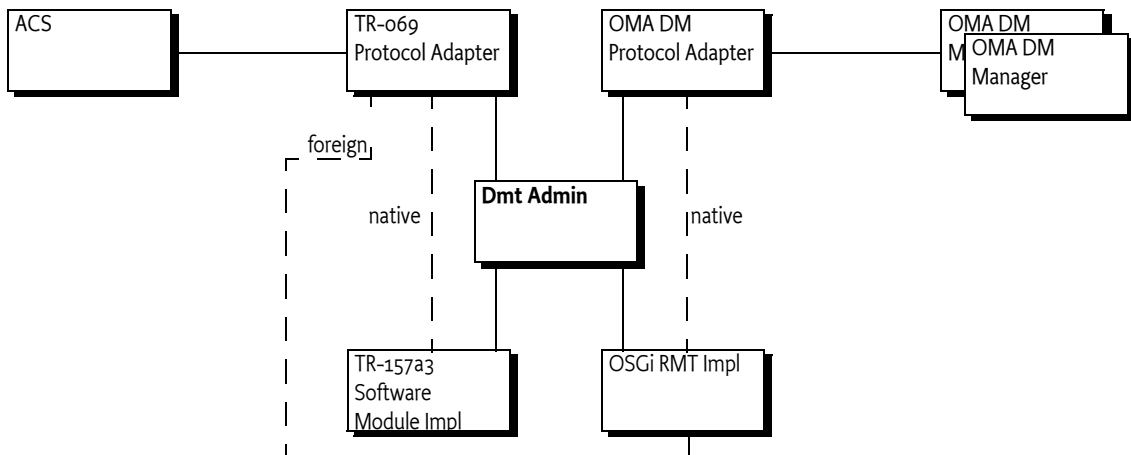 ACS
TR-069
Protocol Adapter
OMA DM
Protocol Adapter
OMA DM
M
OMA DM
Manager
foreign
Dmt Admin
native
native
TR-157a3
Software
Module Impl
OSGi RMT Impl